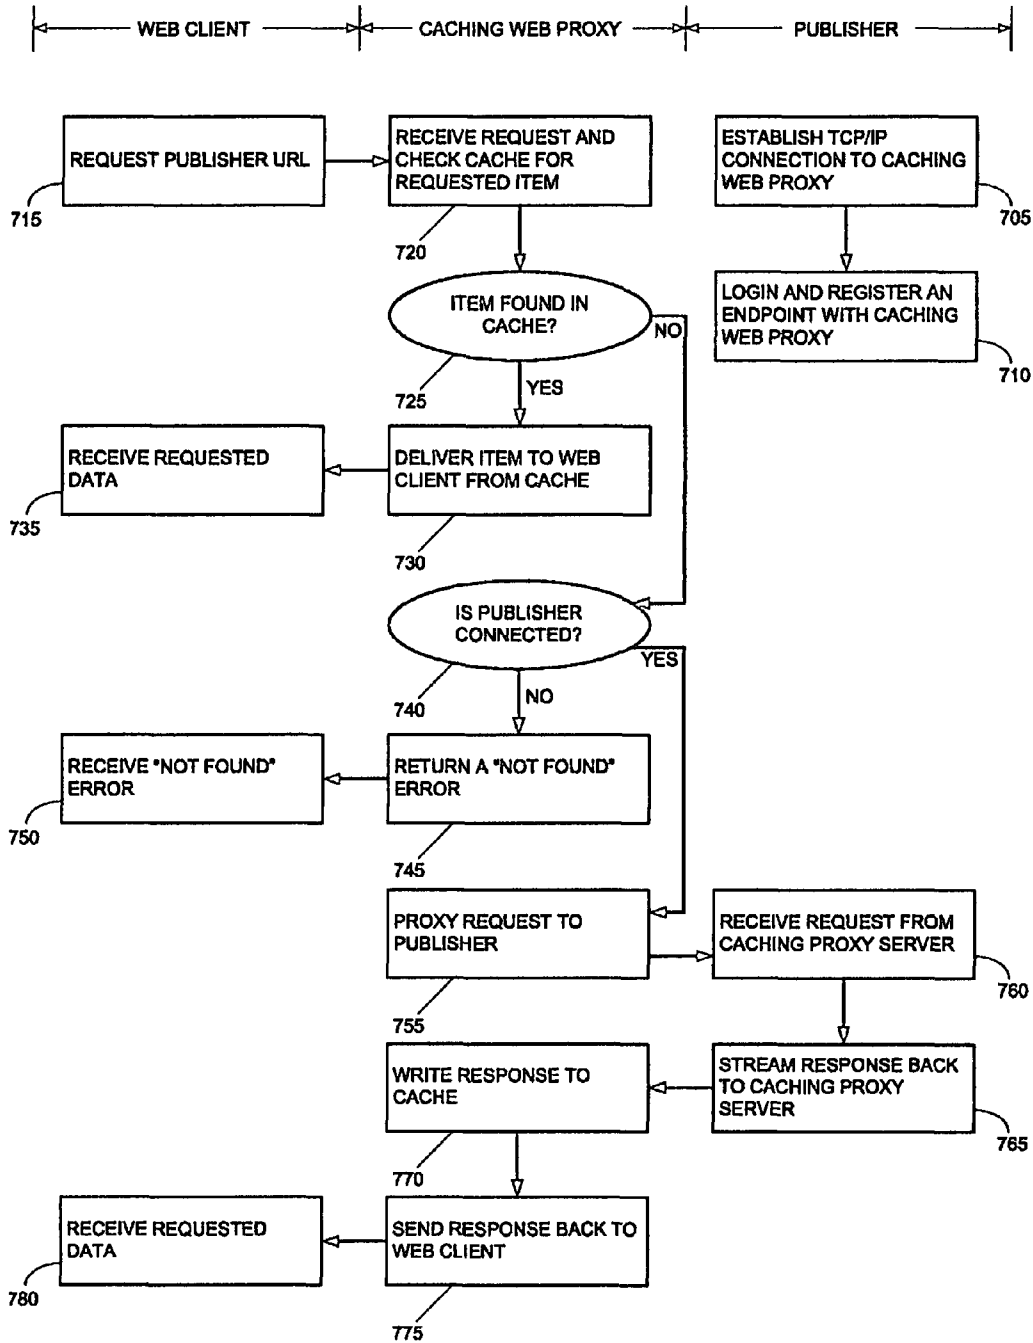 WEB CLIENT
CACHING WEB PROXY
PUBLISHER
REQUEST PUBLISHER URL
715
RECEIVE REQUEST AND
CHECK CACHE FOR
REQUESTED ITEM
720
ESTABLISH TCP/IP
CONNECTION TO CACHING
WEB PROXY
705
ITEM FOUND IN
CACHE?
NO
725
YES
LOGIN AND REGISTER AN
ENDPOINT WITH CACHING
WEB PROXY
710
RECEIVE REQUESTED
DATA
735
DELIVER ITEM TO WEB
CLIENT FROM CACHE
730
IS PUBLISHER
CONNECTED?
YES
740
NO
RECEIVE "NOT FOUND"
ERROR
750
RETURN A "NOT FOUND"
ERROR
745
PROXY REQUEST TO
PUBLISHER
755
RECEIVE REQUEST FROM
CACHING PROXY SERVER
760
WRITE RESPONSE TO
CACHE
770
STREAM RESPONSE BACK
TO CACHING PROXY
SERVER
765
RECEIVE REQUESTED
DATA
780
SEND RESPONSE BACK TO
WEB CLIENT
775